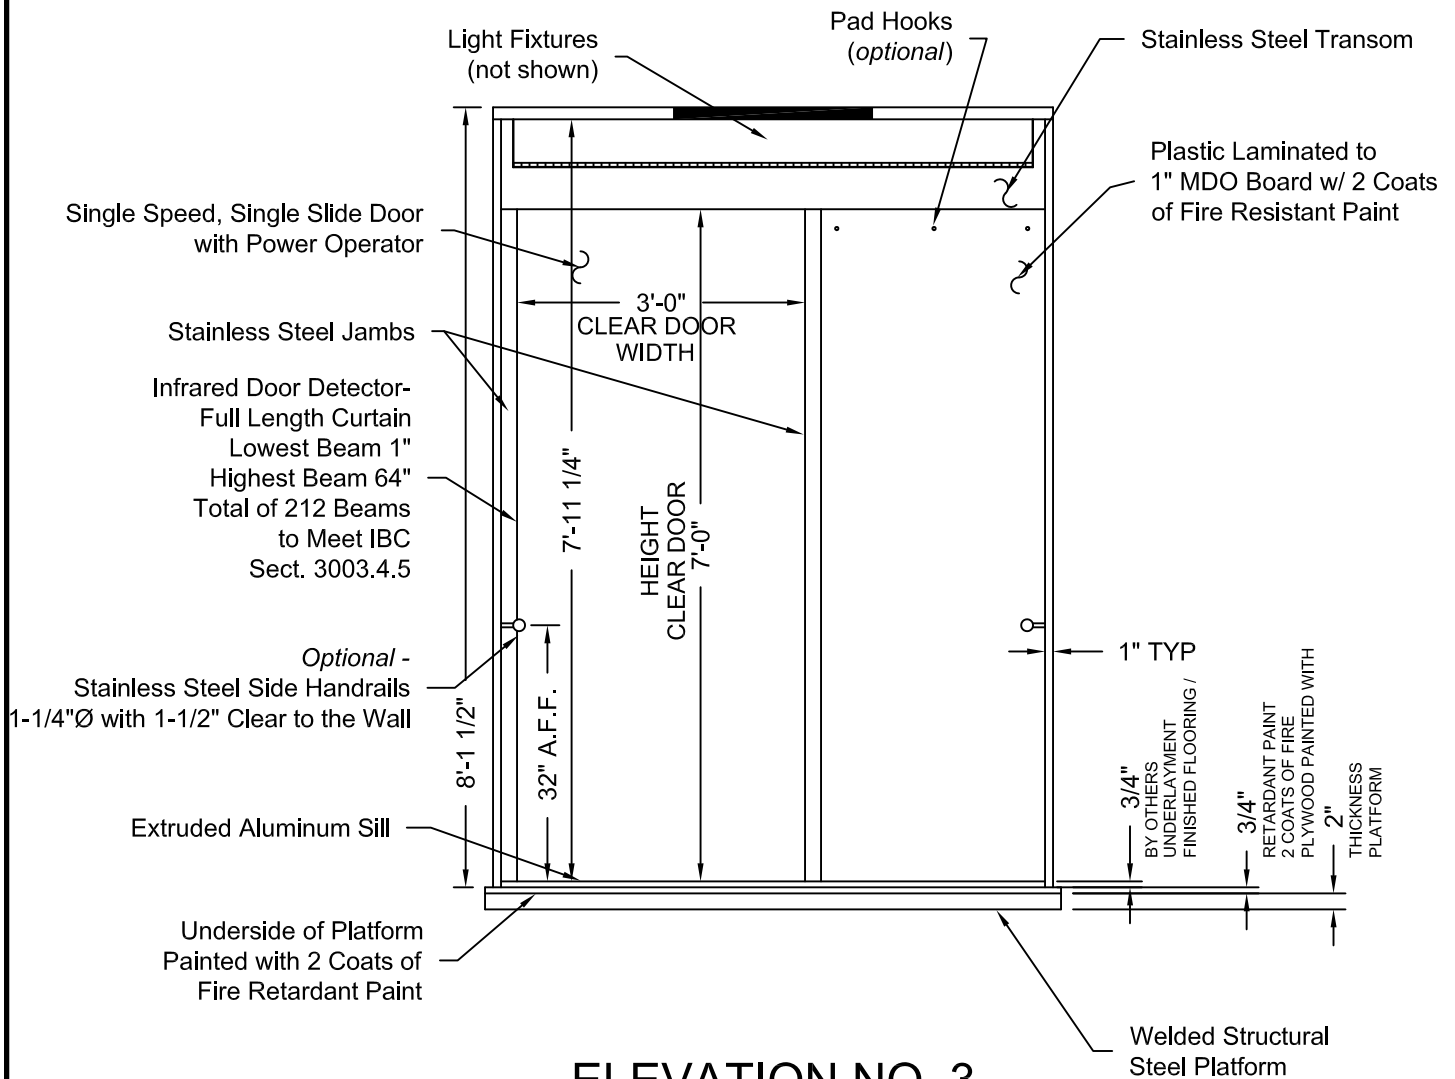 Light Fixtures
(not shown)
Pad Hooks
(optional)
Stainless Steel Transom
Plastic Laminated to
1" MDO Board w/ 2 Coats
of Fire Resistant Paint
Single Speed, Single Slide Door
with Power Operator
3'-0"
CLEAR DOOR
WIDTH
Stainless Steel Jambs
Infrared Door Detector-
Full Length Curtain
Lowest Beam 1"
Highest Beam 64"
Total of 212 Beams
to Meet IBC
Sect. 3003.4.5
7'-11 1/4"
HEIGHT
CLEAR DOOR
7'-0"
Optional -
Stainless Steel Side Handrails
1-1/4"Ø with 1-1/2" Clear to the Wall
8'-1 1/2"
32" A.F.F.
1" TYP
3/4"
BY OTHERS
UNDERLAYMENT
FINISHED FLOORING /
3/4"
RETARDANT PAINT
2 COATS OF FIRE
PLYWOOD PAINTED WITH
2"
THICKNESS
PLATFORM
Extruded Aluminum Sill
Underside of Platform
Painted with 2 Coats of
Fire Retardant Paint
Welded Structural
Steel Platform
ELEVATION NO. 3